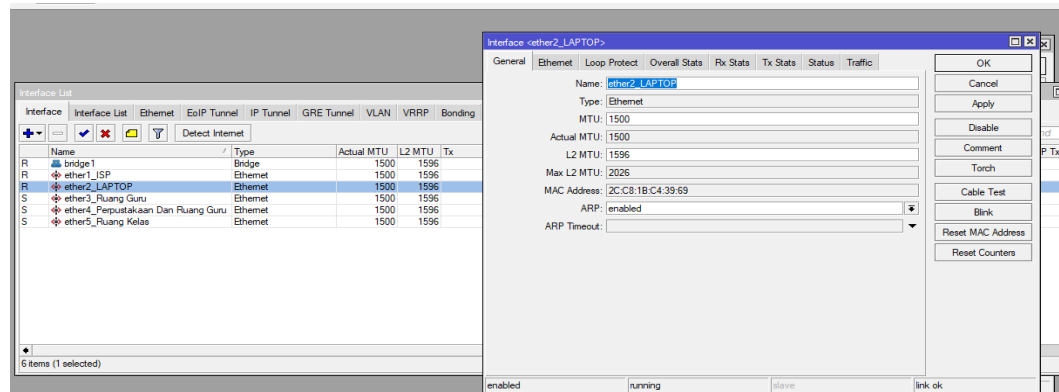 Interface <ether2_LAPTOP>
General Ethernet Loop Protect Overall Stats Rx Stats Tx Stats Status Traffic
Name: ether2_LAPTOP
Type: Ethernet
MTU: 1500
Actual MTU: 1500
L2 MTU: 1596
Max L2 MTU: 2026
MAC Address: 2C:C8:1B:C4:39:69
ARP: enabled
ARP Timeout:
OK
Cancel
Apply
Disable
Comment
Torch
Cable Test
Blink
Reset MAC Address
Reset Counters
enabled running slave link ok
Interface List
Interface Interface List Ethernet EoIP Tunnel IP Tunnel GRE Tunnel VLAN VRRP Bonding
Detect Internet
Name Type Actual MTU L2 MTU Tx
R bridge1 Bridge 1500 1596
R ether1_ISP Ethernet 1500 1596
R ether2_LAPTOP Ethernet 1500 1596
S ether3_Ruang Guru Ethernet 1500 1596
S ether4_Perpustakaan Dan Ruang Guru Ethernet 1500 1596
S ether5_Ruang Kelas Ethernet 1500 1596
6 items (1 selected)